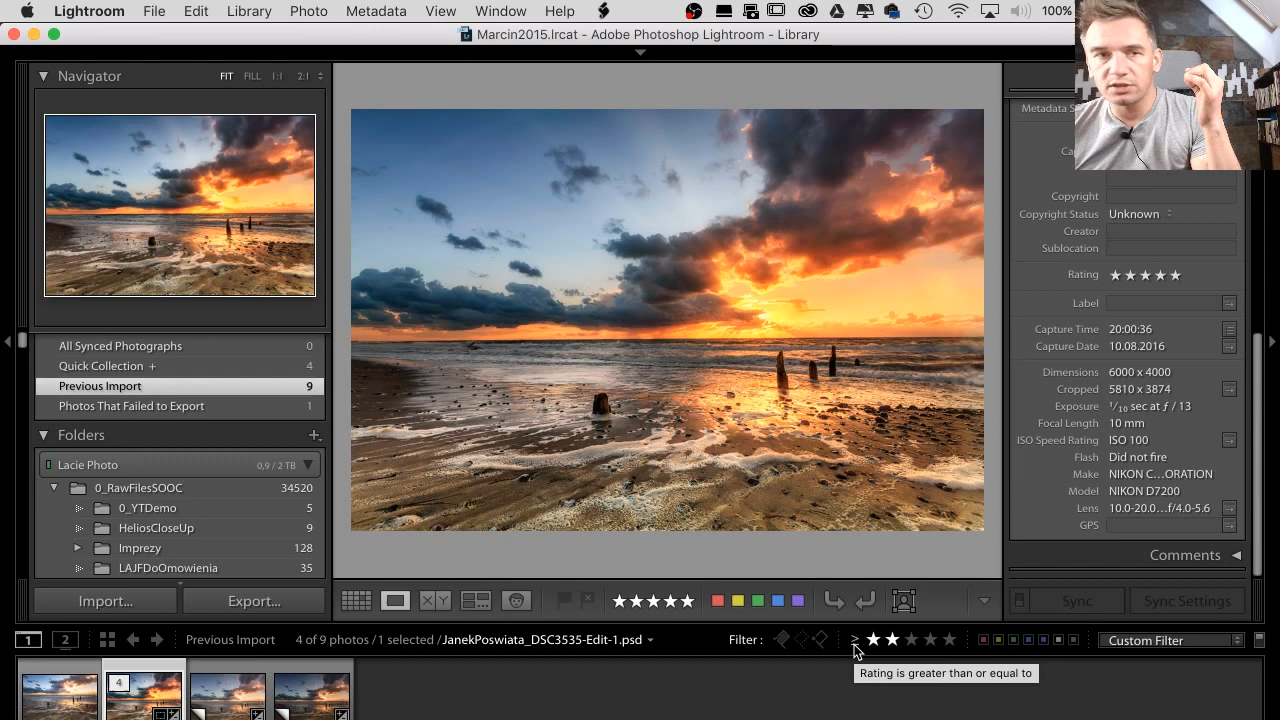 Lightroom File Edit Library Photo Metadata View Window Help 100%
Marcin2015.lrcat - Adobe Photoshop Lightroom - Library
Navigator FIT FILL 1:1 2:1
All Synced Photographs 0
Quick Collection + 4
Previous Import 9
Photos That Failed to Export 1
Folders +
Lacie Photo 0,9 / 2 TB
0_RawFilesSOOC 34520
0_YTDemo 5
HeliosCloseUp 9
Imprezy 128
LAJFDoOmowienia 35
Import... Export...
Metadata S
Ca
Copyright
Copyright Status Unknown
Creator
Sublocation
Rating ★★★★★
Label
Capture Time 20:00:36
Capture Date 10.08.2016
Dimensions 6000 x 4000
Cropped 5810 x 3874
Exposure 1/10 sec at ƒ / 13
Focal Length 10 mm
ISO Speed Rating ISO 100
Flash Did not fire
Make NIKON C...ORATION
Model NIKON D7200
Lens 10.0-20.0...f/4.0-5.6
GPS
Comments
XY ★★★★★
Sync Sync Settings
1 2 Previous Import 4 of 9 photos / 1 selected / JanekPoswiata_DSC3535-Edit-1.psd Filter : ≥ ★★★★★ Custom Filter
Rating is greater than or equal to
4